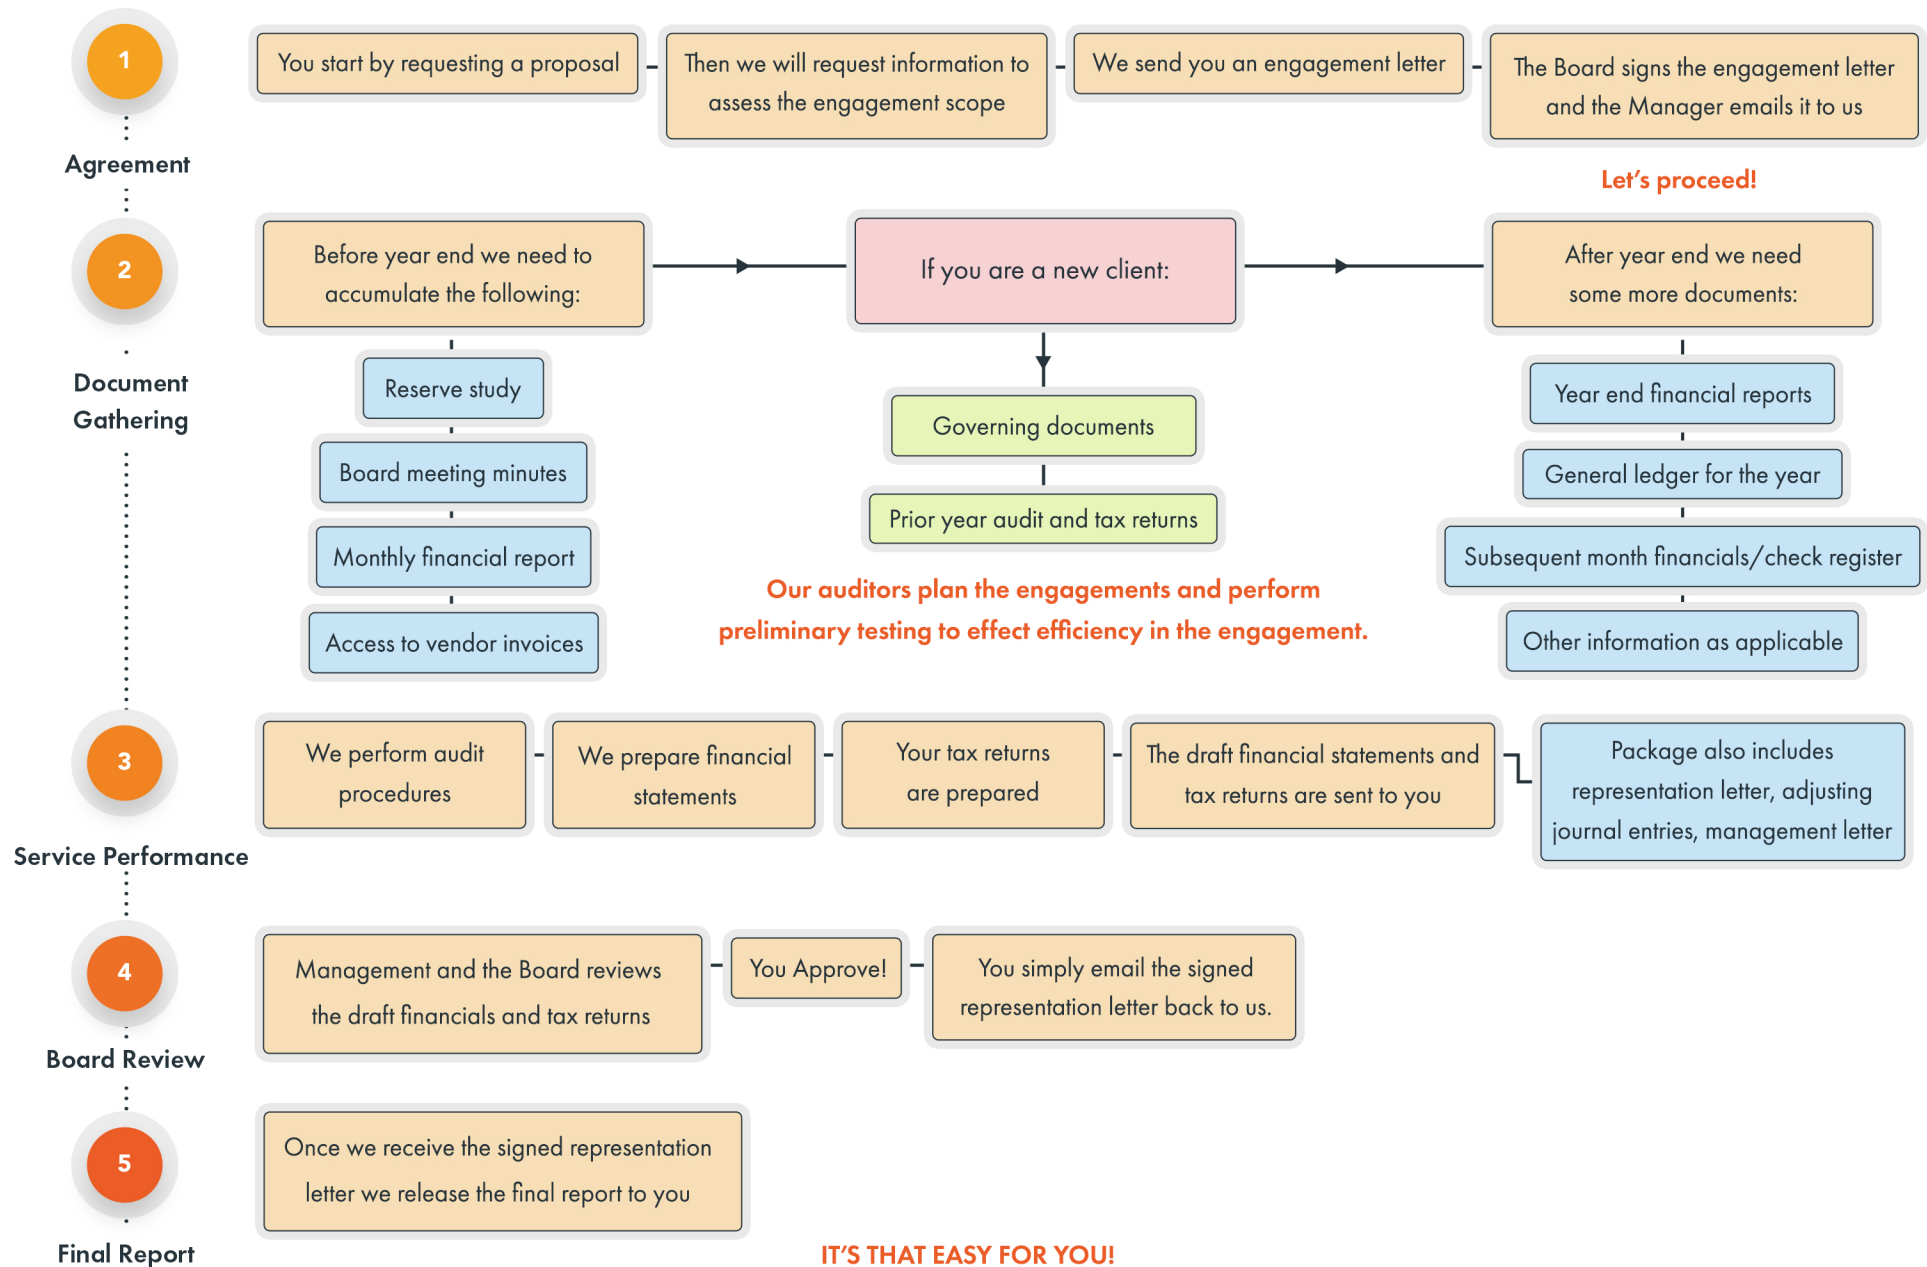 1
Agreement
You start by requesting a proposal
Then we will request information to
assess the engagement scope
We send you an engagement letter
The Board signs the engagement letter
and the Manager emails it to us
Let's proceed!
2
Document
Gathering
Before year end we need to
accumulate the following:
Reserve study
Board meeting minutes
Monthly financial report
Access to vendor invoices
If you are a new client:
Governing documents
Prior year audit and tax returns
Our auditors plan the engagements and perform
preliminary testing to effect efficiency in the engagement.
After year end we need
some more documents:
Year end financial reports
General ledger for the year
Subsequent month financials/check register
Other information as applicable
3
Service Performance
We perform audit
procedures
We prepare financial
statements
Your tax returns
are prepared
The draft financial statements and
tax returns are sent to you
Package also includes
representation letter, adjusting
journal entries, management letter
4
Board Review
Management and the Board reviews
the draft financials and tax returns
You Approve!
You simply email the signed
representation letter back to us.
5
Final Report
Once we receive the signed representation
letter we release the final report to you
IT'S THAT EASY FOR YOU!